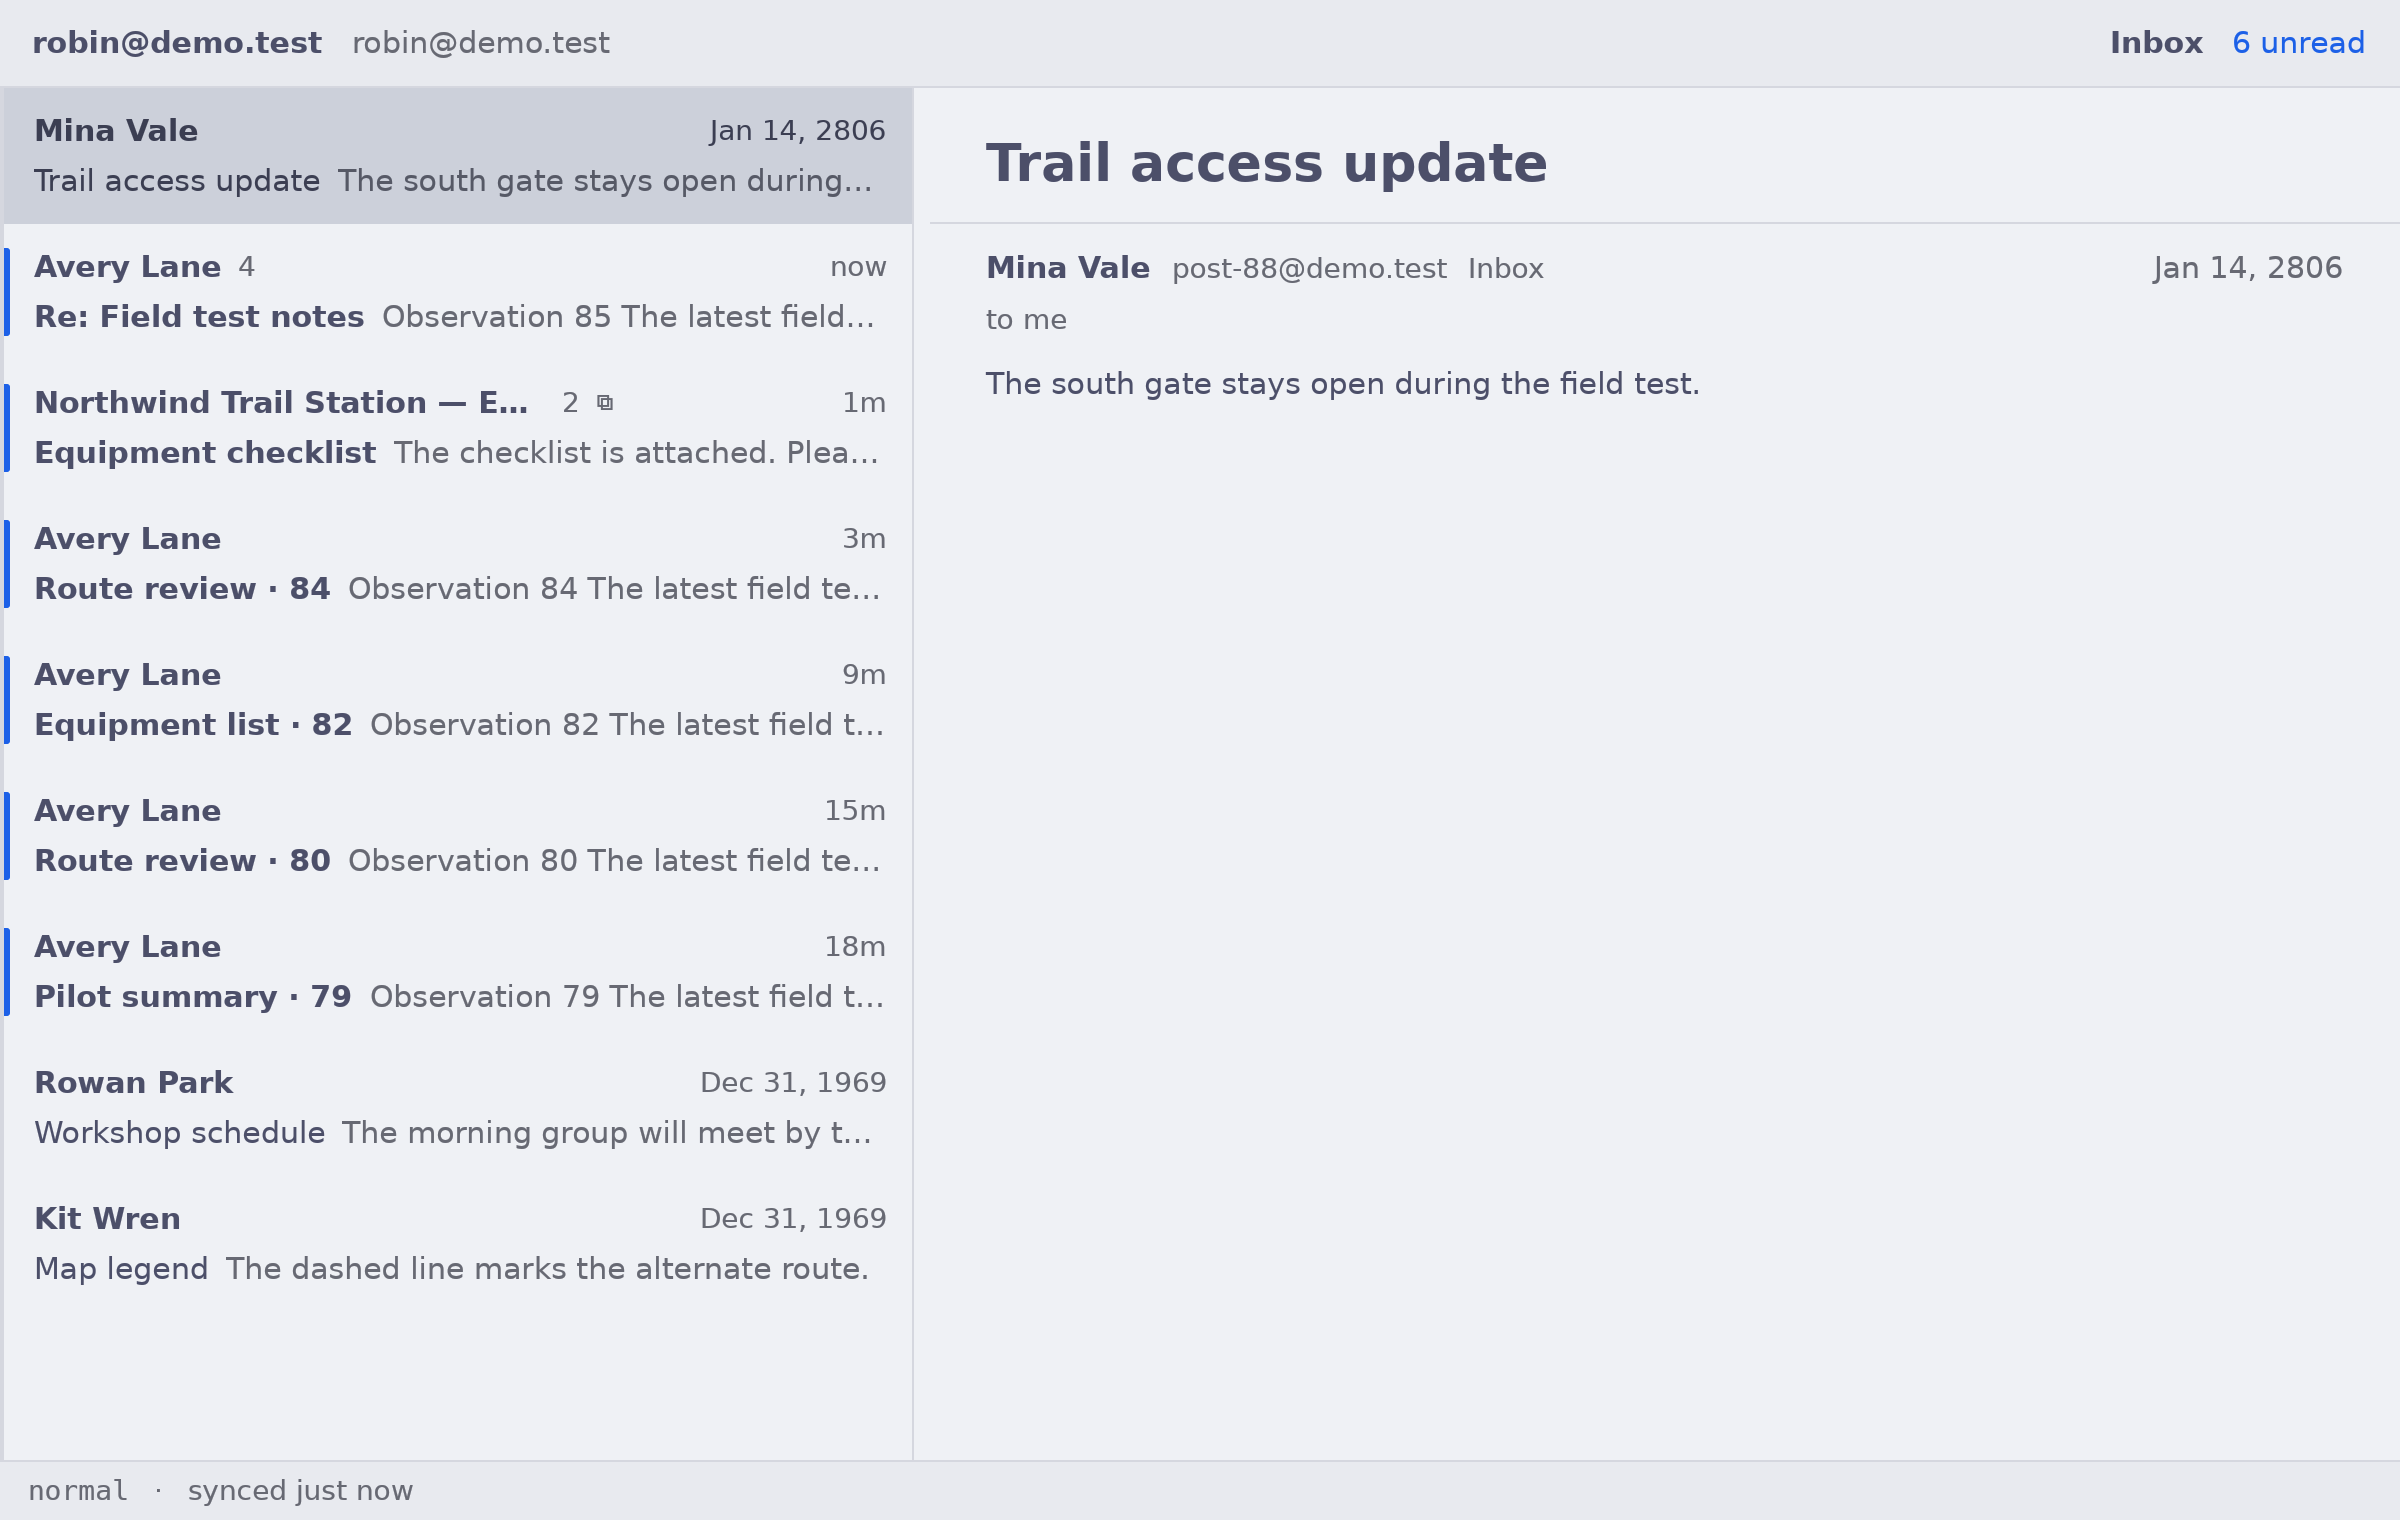 robin@demo.test robin@demo.test Inbox 6 unread
Mina Vale Jan 14, 2806
Trail access update The south gate stays open during…
Avery Lane 4 now
Re: Field test notes Observation 85 The latest field…
Northwind Trail Station — E… 2 1m
Equipment checklist The checklist is attached. Plea…
Avery Lane 3m
Route review · 84 Observation 84 The latest field te…
Avery Lane 9m
Equipment list · 82 Observation 82 The latest field t…
Avery Lane 15m
Route review · 80 Observation 80 The latest field te…
Avery Lane 18m
Pilot summary · 79 Observation 79 The latest field t…
Rowan Park Dec 31, 1969
Workshop schedule The morning group will meet by t…
Kit Wren Dec 31, 1969
Map legend The dashed line marks the alternate route.
Trail access update
Mina Vale post-88@demo.test Inbox Jan 14, 2806
to me
The south gate stays open during the field test.
normal · synced just now